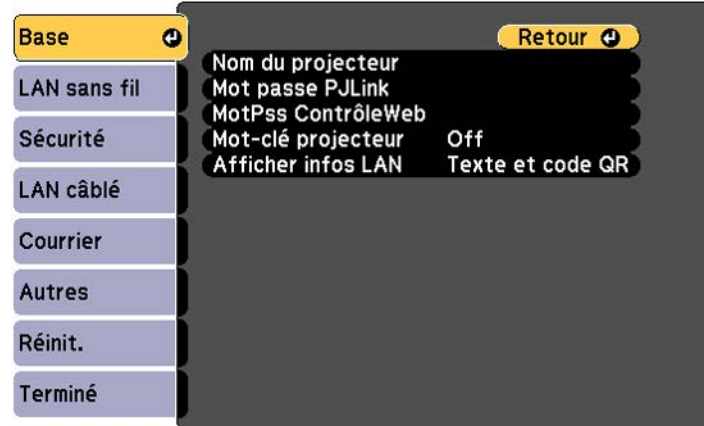 Base
LAN sans fil
Sécurité
LAN câblé
Courrier
Autres
Réinit.
Terminé
Retour
Nom du projecteur
Mot passe PJLink
MotPss ContrôleWeb
Mot-clé projecteur Off
Afficher infos LAN Texte et code QR